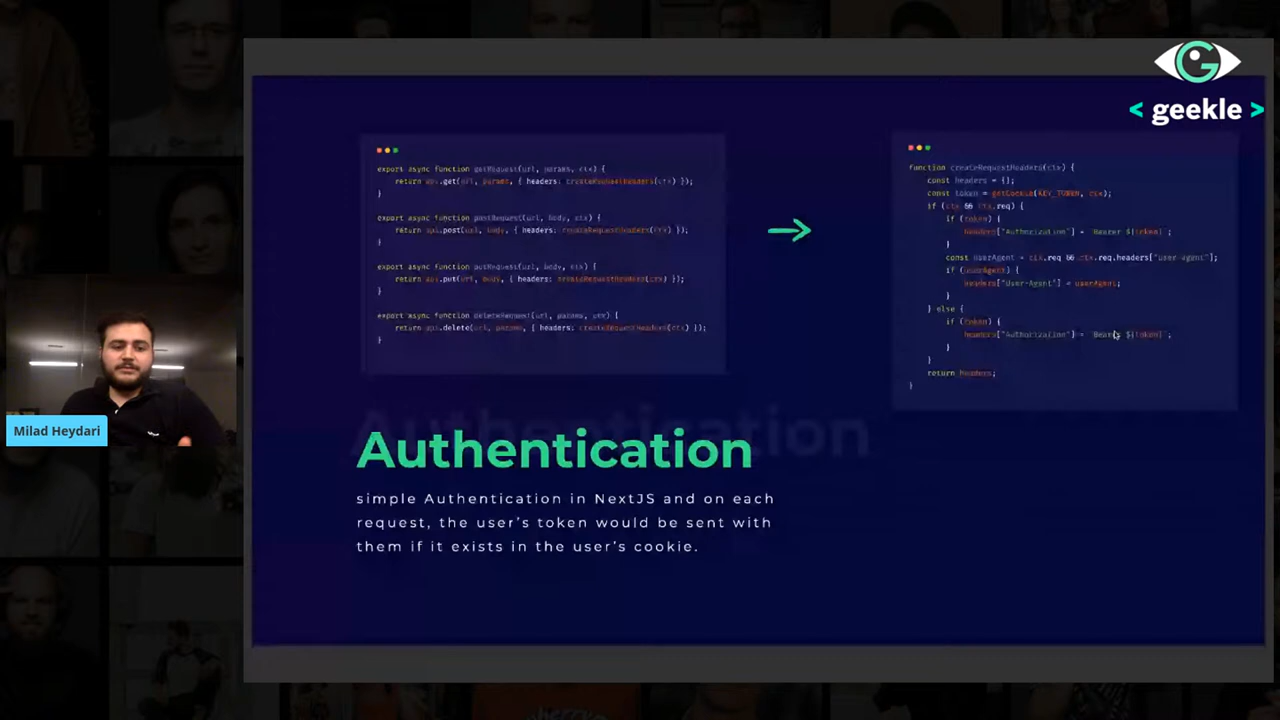 < geekle >
export async function getRequest(url, params, ctx) {
return api.get(url, params, { headers: createRequestHeaders(ctx) });
}
export async function postRequest(url, body, ctx) {
return api.post(url, body, { headers: createRequestHeaders(ctx) });
}
export async function putRequest(url, body, ctx) {
return api.put(url, body, { headers: createRequestHeaders(ctx) });
}
export async function deleteRequest(url, params, ctx) {
return api.delete(url, params, { headers: createRequestHeaders(ctx) });
}
function createRequestHeaders(ctx) {
const headers = {};
const token = getCookie(KEY_TOKEN, ctx);
if (ctx && ctx.req) {
if (token) {
headers["Authorization"] = `Bearer ${token}`;
}
const userAgent = ctx.req && ctx.req.headers["user-agent"];
if (userAgent) {
headers["User-Agent"] = userAgent;
}
} else {
if (token) {
headers["Authorization"] = `Bearer ${token}`;
}
}
return headers;
}
Authentication
Authentication
simple Authentication in NextJS and on each
request, the user's token would be sent with
them if it exists in the user's cookie.
Milad Heydari